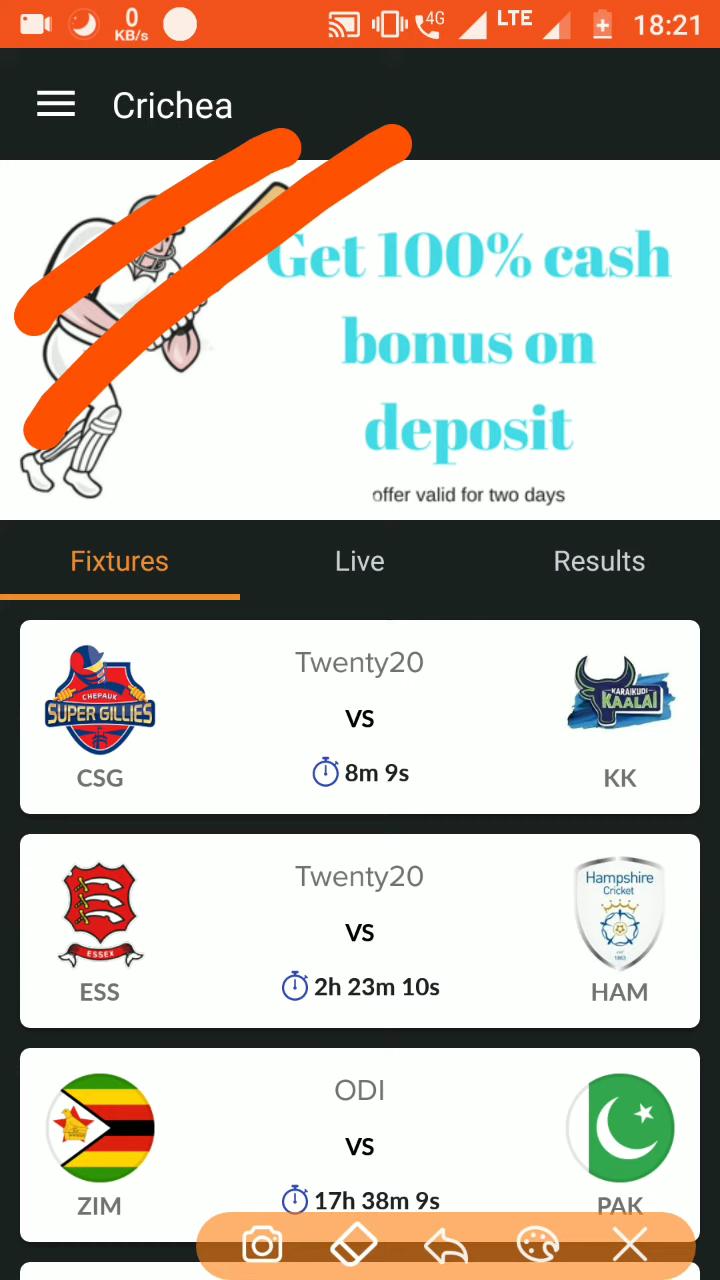 0
KB/s
4G
LTE
18:21
Crichea
Get 100% cash
bonus on
deposit
offer valid for two days
Fixtures
Live
Results
Twenty20
CHEPAUK
SUPER GILLIES
VS
KARAIKUDI
KAALAI
CSG
8m 9s
KK
Twenty20
ESSEX
VS
Hampshire
Cricket
1863
ESS
2h 23m 10s
HAM
ODI
VS
ZIM
17h 38m 9s
PAK